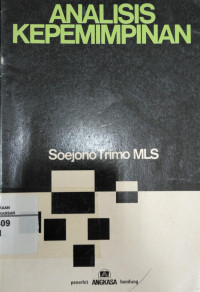 ANALISIS
KEPEMIMPINAN
Soejono Trimo MLS
penerbit ANGKASA bandung